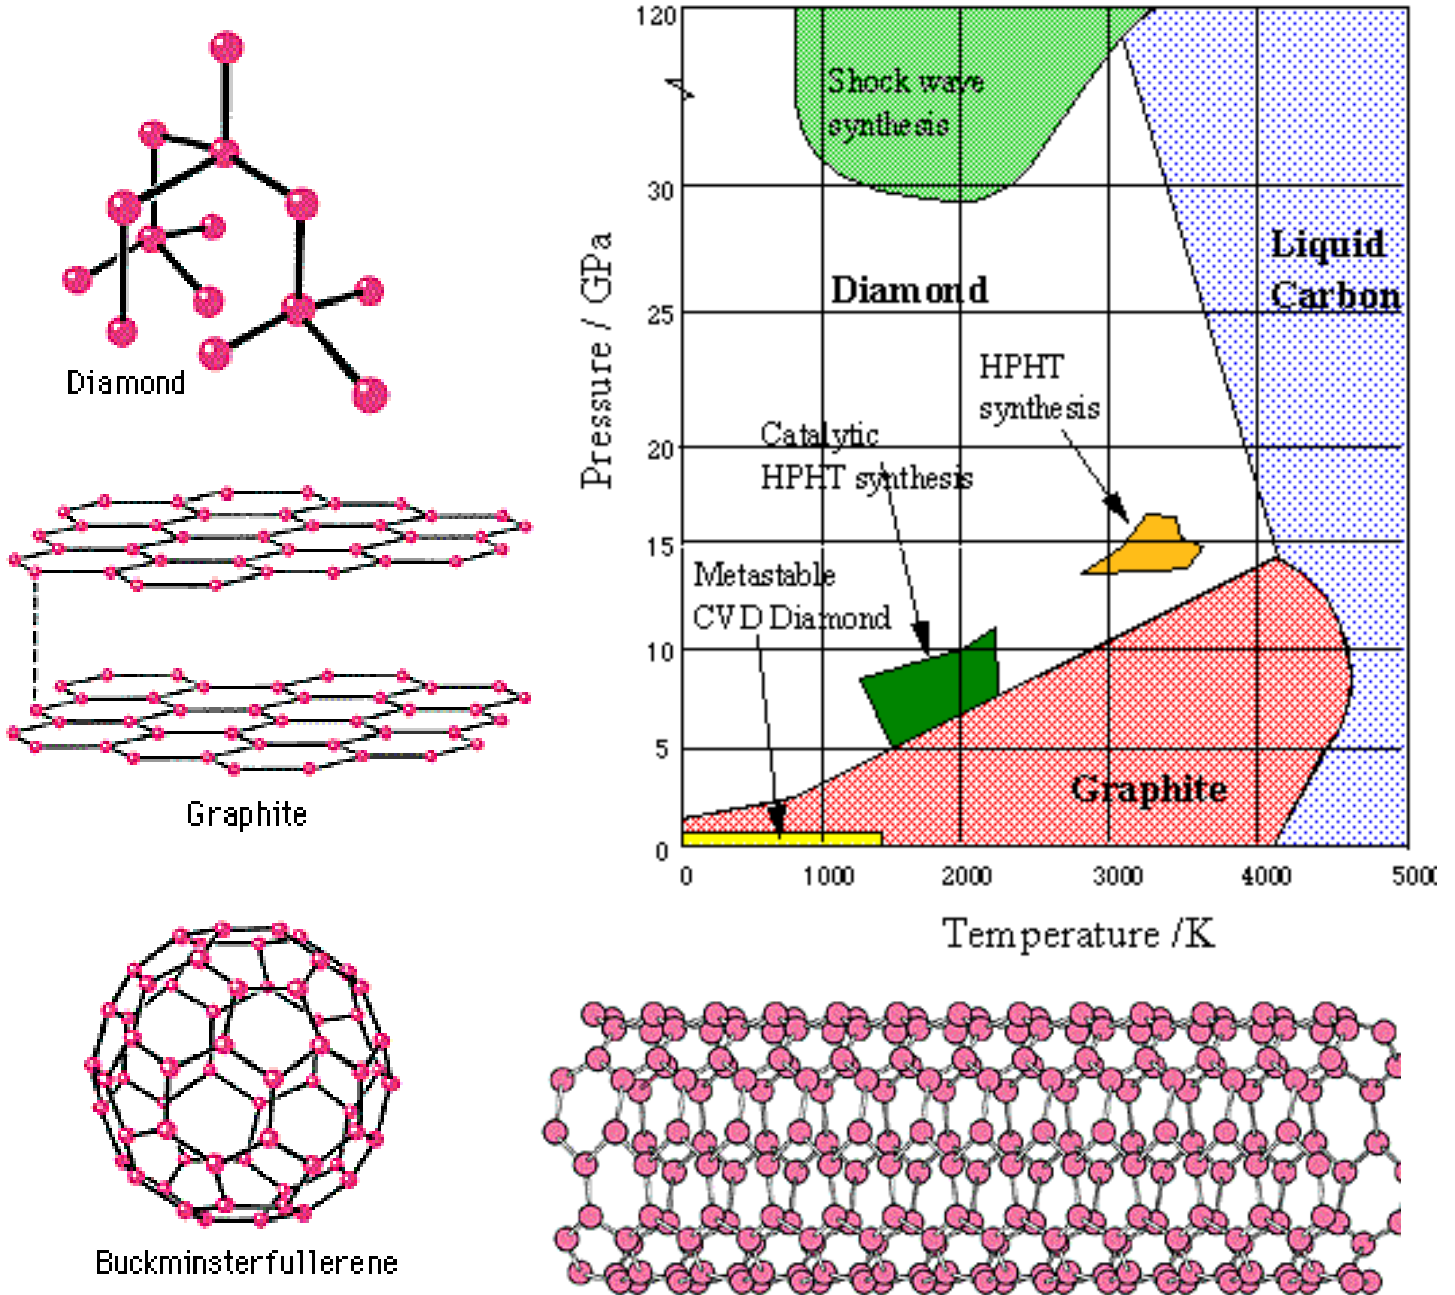 Diamond
Graphite
Buckminsterfullerene
120
30
25
20
15
10
5
0
Pressure / GPa
Shock wave
synthesis
Diamond
Liquid
Carbon
HPHT
synthesis
Catalytic
HPHT synthesis
Metastable
CVD Diamond
Graphite
0 1000 2000 3000 4000 5000
Temperature /K